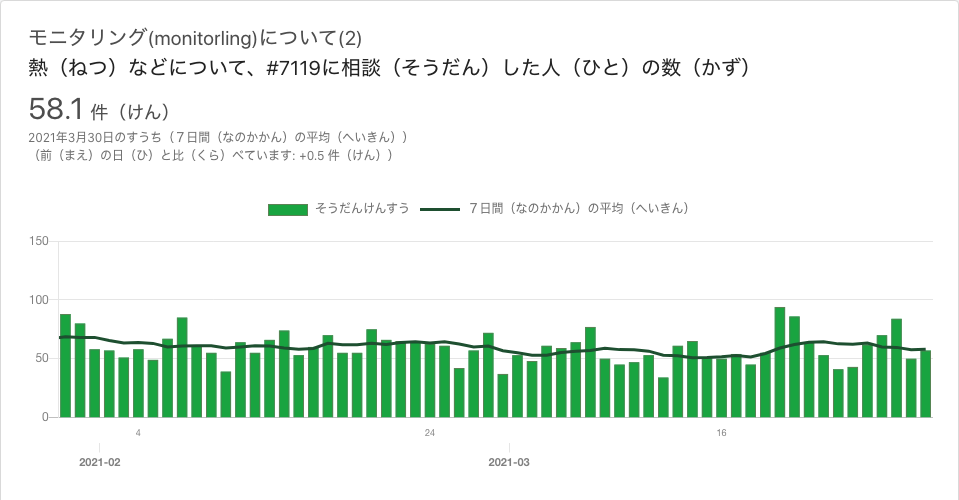 モニタリング(monitorling)について(2)
熱（ねつ）などについて、#7119に相談（そうだん）した人（ひと）の数（かず）
58.1 件（けん）
2021年3月30日のすうち（７日間（なのかかん）の平均（へいきん））
（前（まえ）の日（ひ）と比（くら）べています: +0.5 件（けん））
そうだんけんすう ７日間（なのかかん）の平均（へいきん）
150
100
50
0
4 24 16
2021-02 2021-03